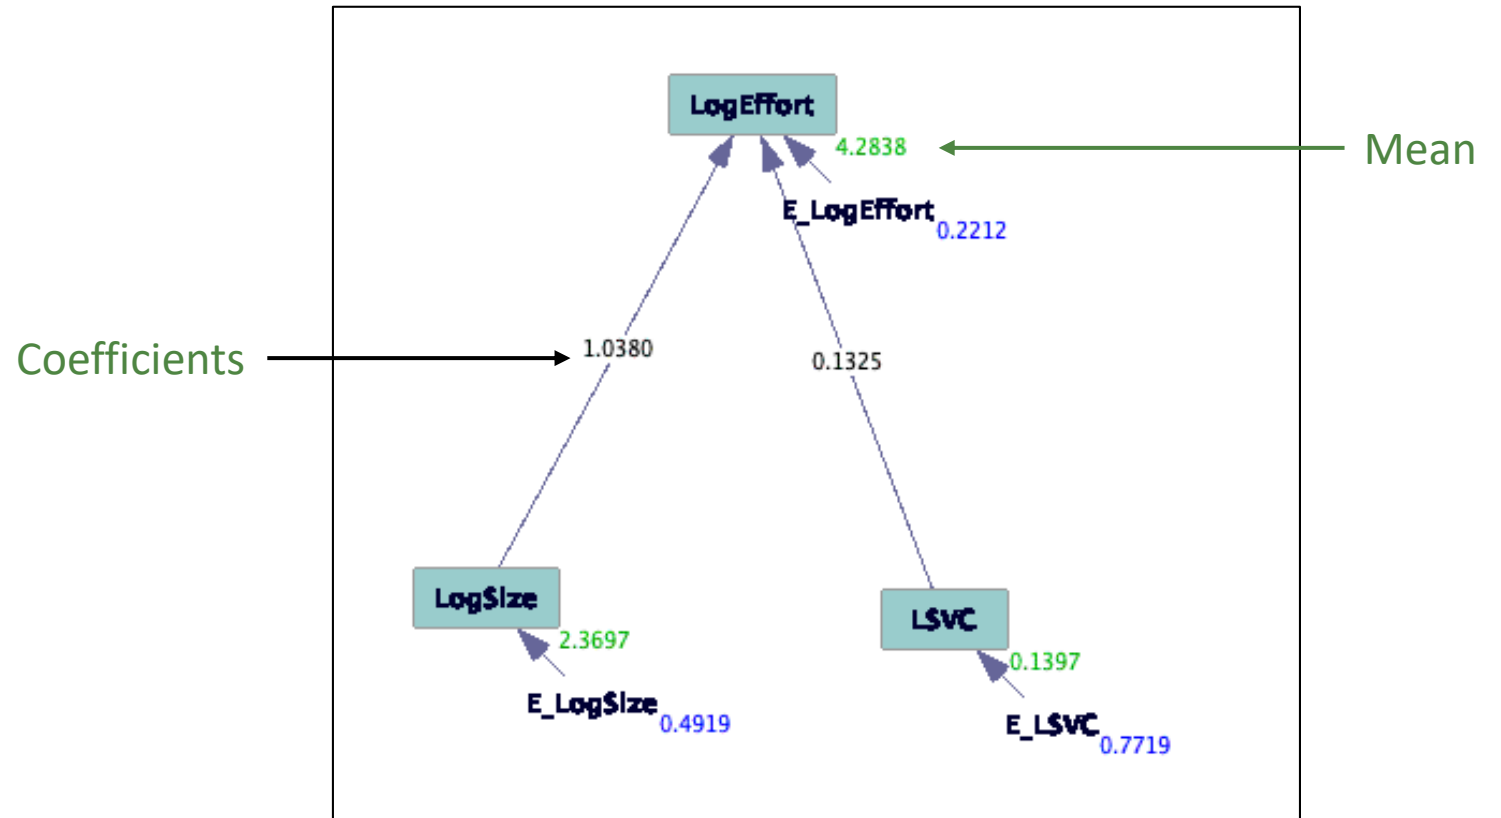 LogEffort
4.2838
Mean
E_LogEffort
0.2212
Coefficients
1.0380
0.1325
LogSize
2.3697
LSVC
0.1397
E_LogSize
0.4919
E_LSVC
0.7719